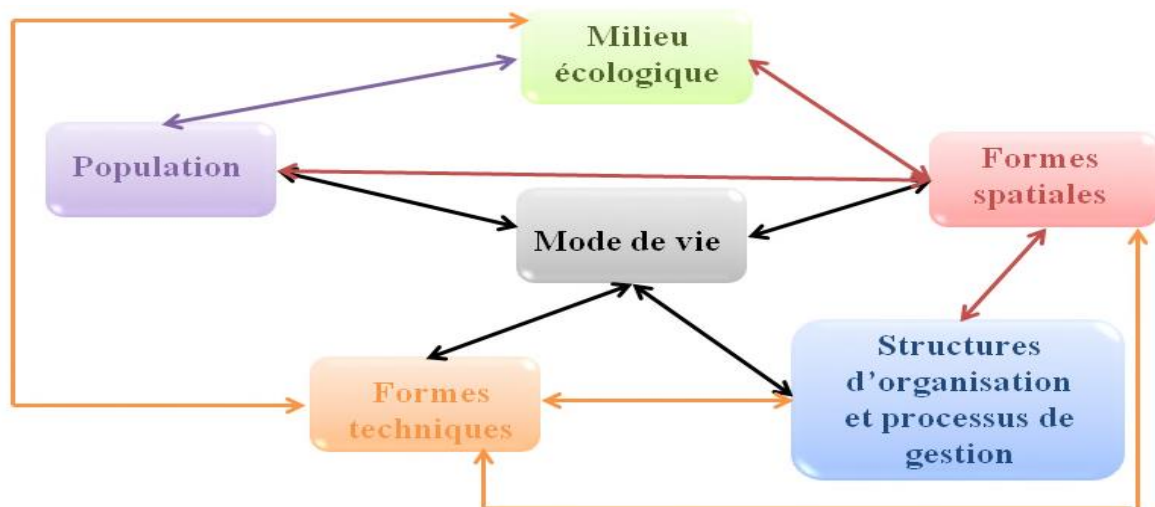 Milieu
écologique
Population
Formes
spatiales
Mode de vie
Formes
techniques
Structures
d’organisation
et processus de
gestion